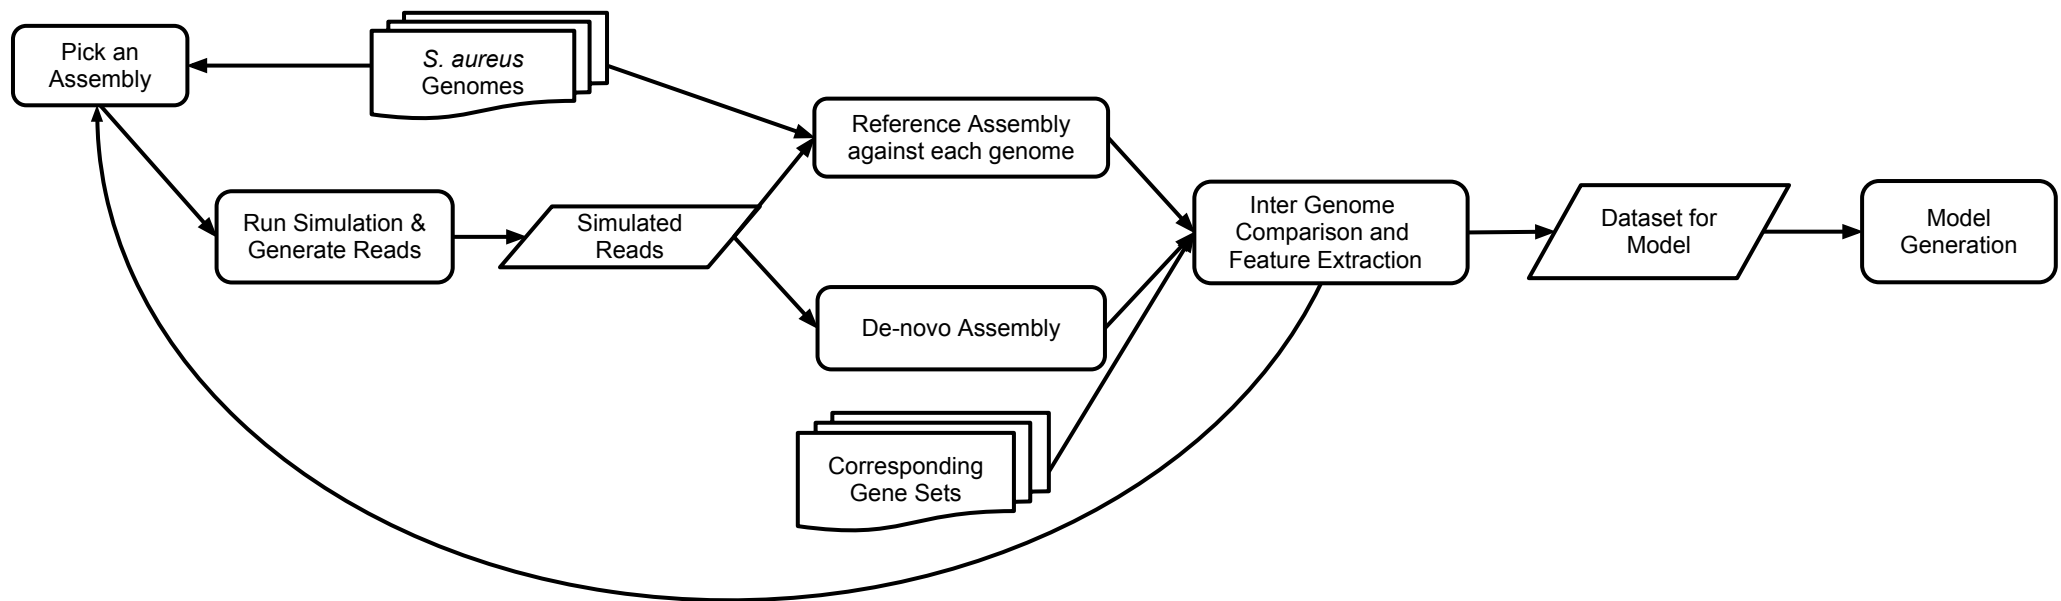 Pick an
Assembly
S. aureus
Genomes
Run Simulation &
Generate Reads
Simulated
Reads
Reference Assembly
against each genome
De-novo Assembly
Corresponding
Gene Sets
Inter Genome
Comparison and
Feature Extraction
Dataset for
Model
Model
Generation